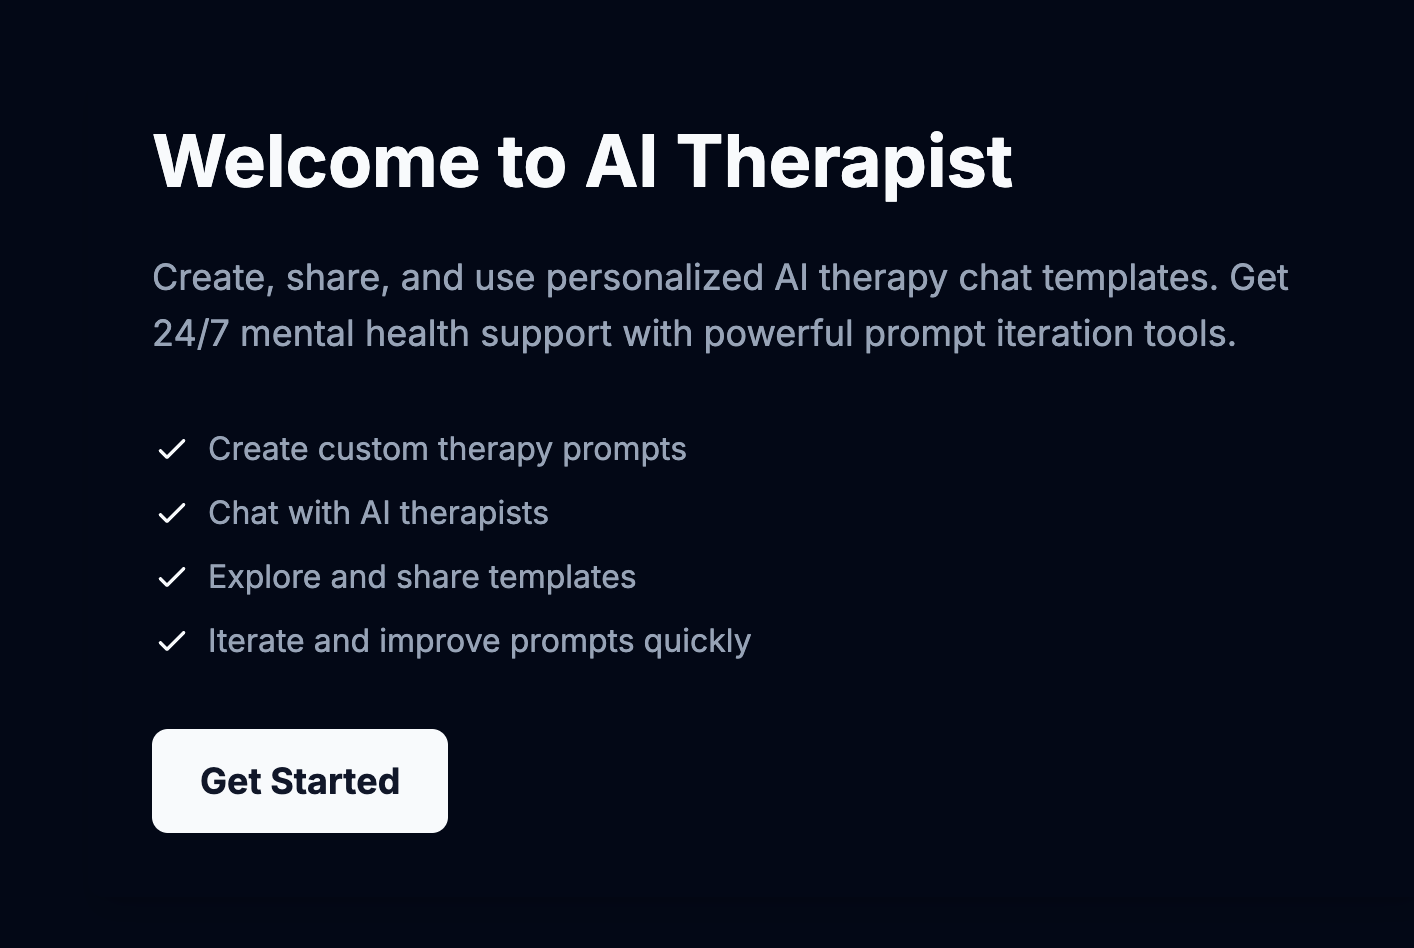 Welcome to AI Therapist
Create, share, and use personalized AI therapy chat templates. Get
24/7 mental health support with powerful prompt iteration tools.
Create custom therapy prompts
Chat with AI therapists
Explore and share templates
Iterate and improve prompts quickly
Get Started